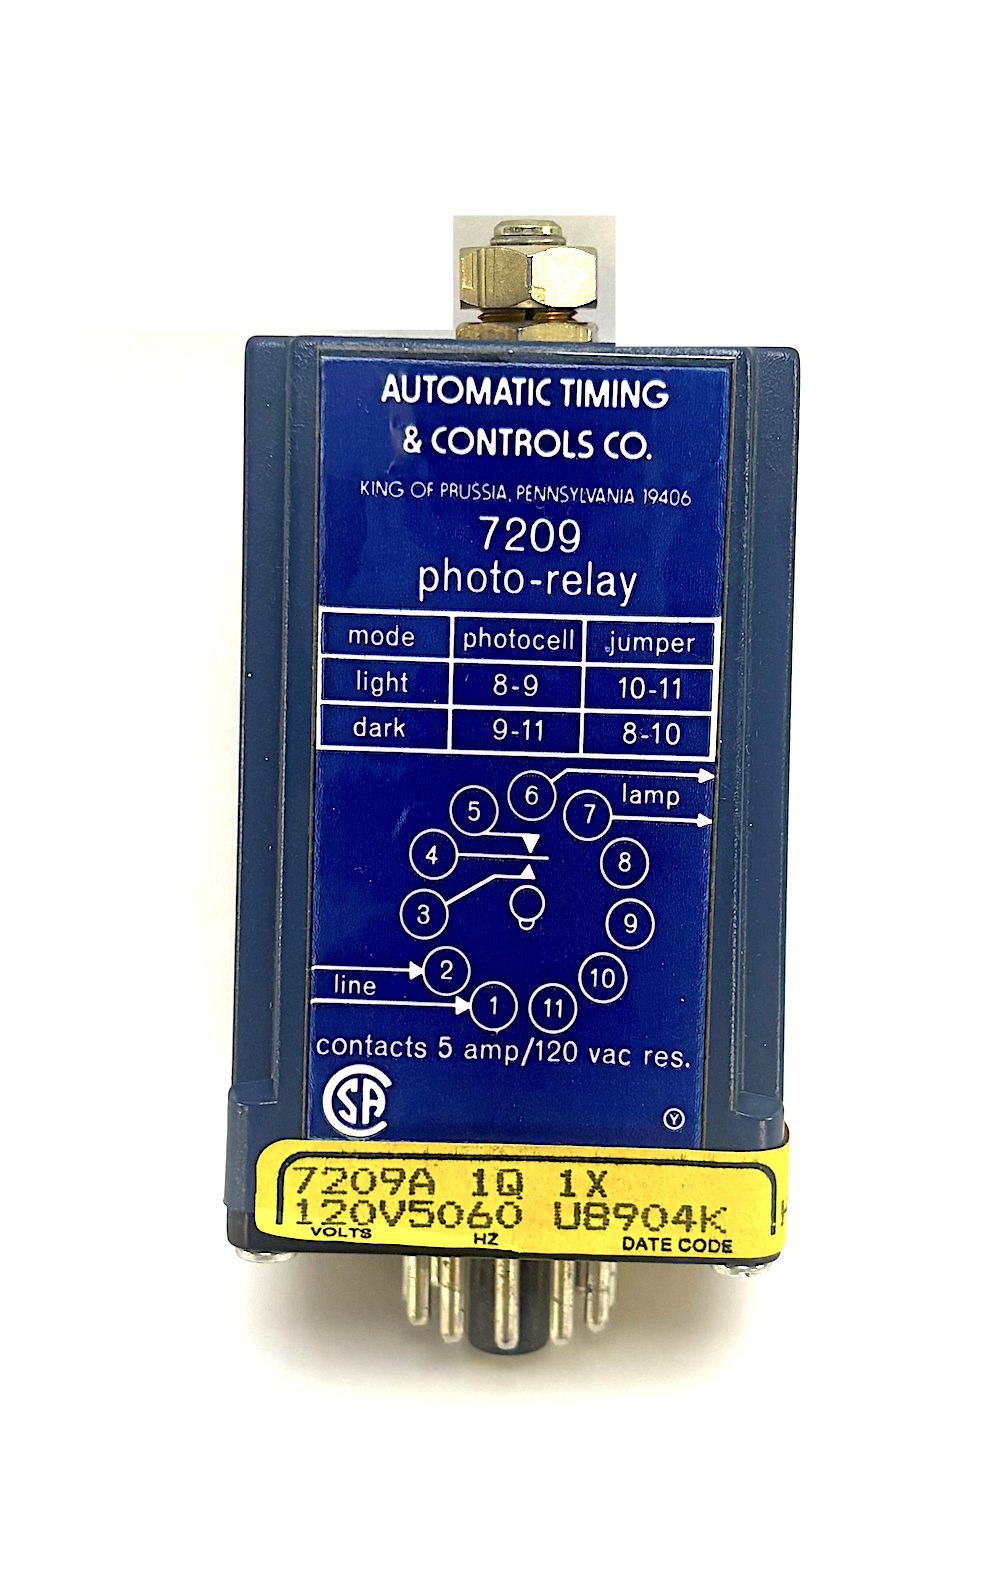 AUTOMATIC TIMING
& CONTROLS CO.
KING OF PRUSSIA, PENNSYLVANIA 19406
7209
photo-relay
mode photocell jumper
light 8-9 10-11
dark 9-11 8-10
6
lamp
5 7
4 8
3 9
2 10
line
1 11
contacts 5 amp/120 vac res.
CSA
Y
7209A 1Q 1X
120V5060 U8904K
VOLTS HZ DATE CODE